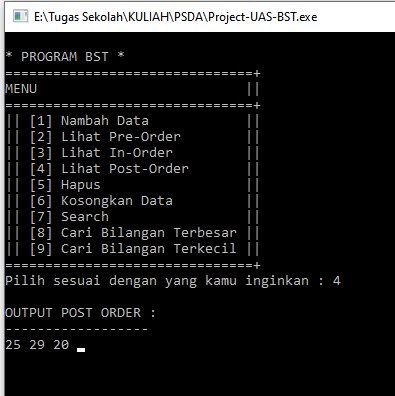 E:\Tugas Sekolah\KULIAH\PSDA\Project-UAS-BST.exe
* PROGRAM BST *
===============================+
MENU                          ||
===============================+
|| [1] Nambah Data            ||
|| [2] Lihat Pre-Order        ||
|| [3] Lihat In-Order         ||
|| [4] Lihat Post-Order       ||
|| [5] Hapus                  ||
|| [6] Kosongkan Data         ||
|| [7] Search                 ||
|| [8] Cari Bilangan Terbesar ||
|| [9] Cari Bilangan Terkecil ||
===============================+
Pilih sesuai dengan yang kamu inginkan : 4
OUTPUT POST ORDER :
------------------
25 29 20